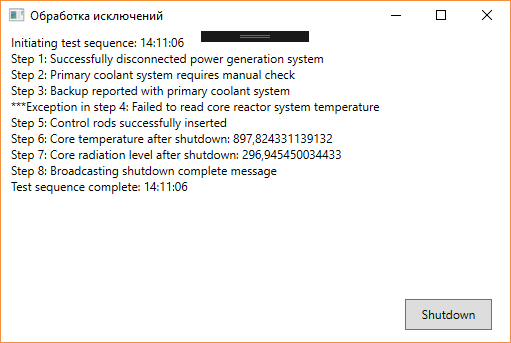 Обработка исключений
Initiating test sequence: 14:11:06
Step 1: Successfully disconnected power generation system
Step 2: Primary coolant system requires manual check
Step 3: Backup reported with primary coolant system
***Exception in step 4: Failed to read core reactor system temperature
Step 5: Control rods successfully inserted
Step 6: Core temperature after shutdown: 897,824331139132
Step 7: Core radiation level after shutdown: 296,945450034433
Step 8: Broadcasting shutdown complete message
Test sequence complete: 14:11:06
Shutdown